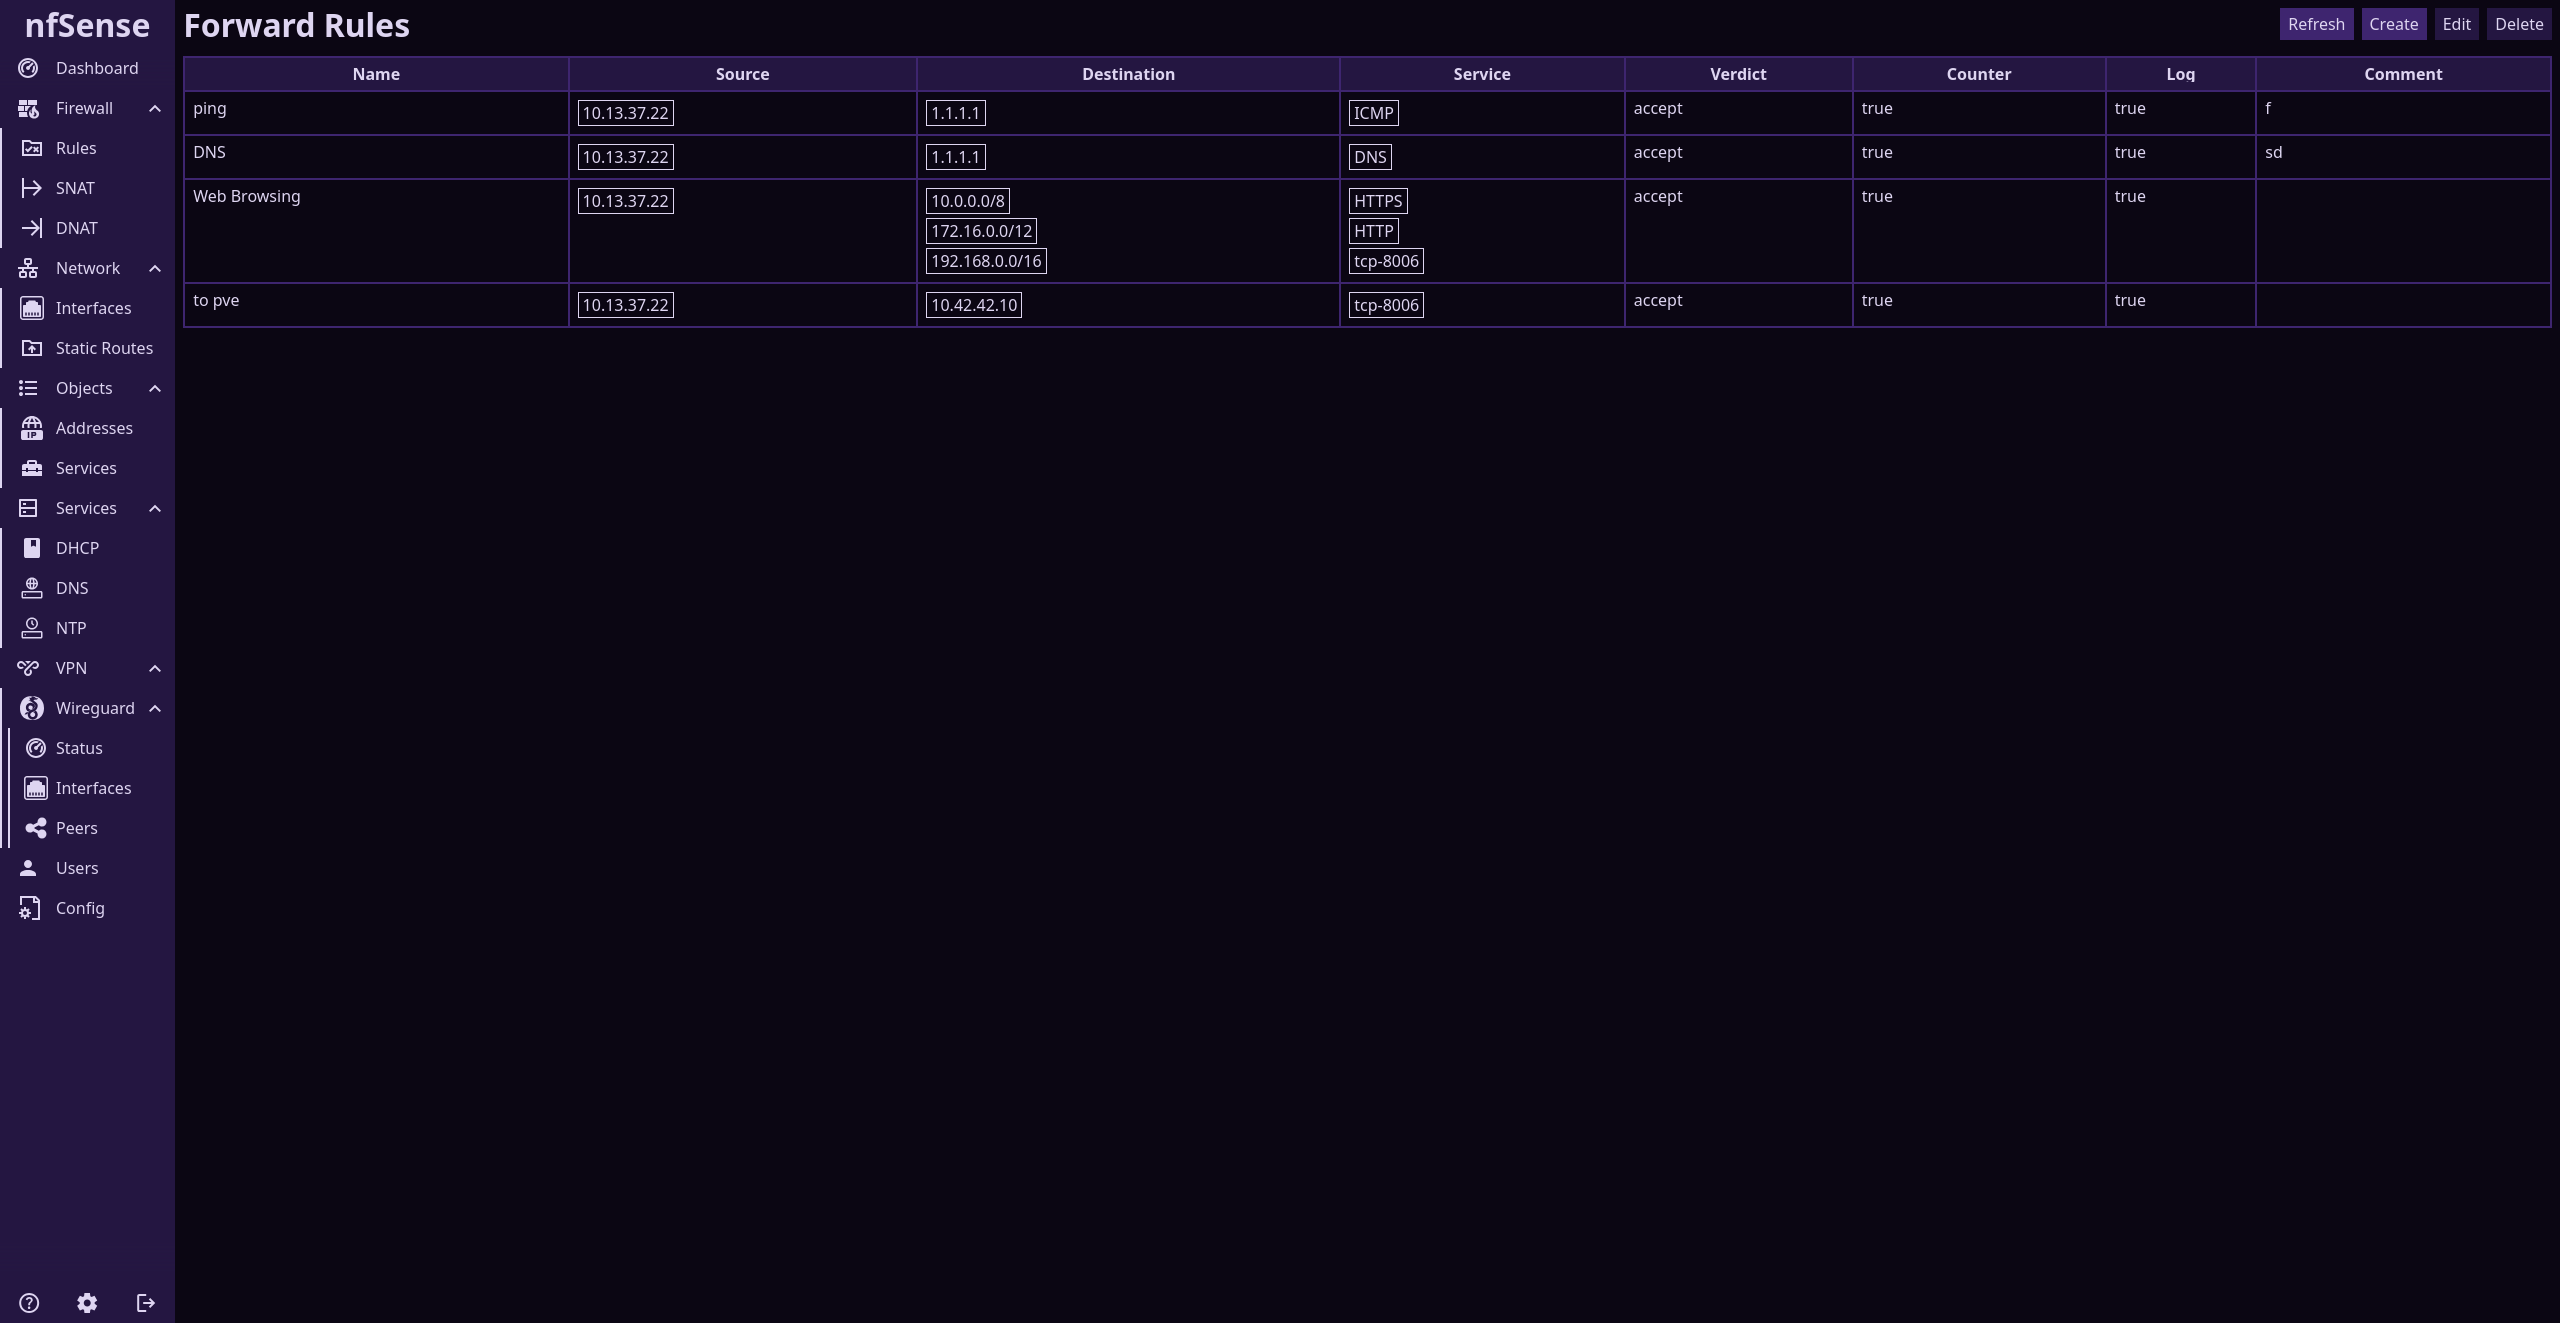 nfSense
Dashboard
Firewall
Rules
SNAT
DNAT
Network
Interfaces
Static Routes
Objects
Addresses
IP
Services
Services
DHCP
DNS
NTP
VPN
Wireguard
Status
Interfaces
Peers
Users
Config
Forward Rules
Refresh Create Edit Delete
Name Source Destination Service Verdict Counter Log Comment
ping 10.13.37.22 1.1.1.1 ICMP accept true true f
DNS 10.13.37.22 1.1.1.1 DNS accept true true sd
Web Browsing 10.13.37.22 10.0.0.0/8 HTTPS accept true true
172.16.0.0/12 HTTP
192.168.0.0/16 tcp-8006
to pve 10.13.37.22 10.42.42.10 tcp-8006 accept true true